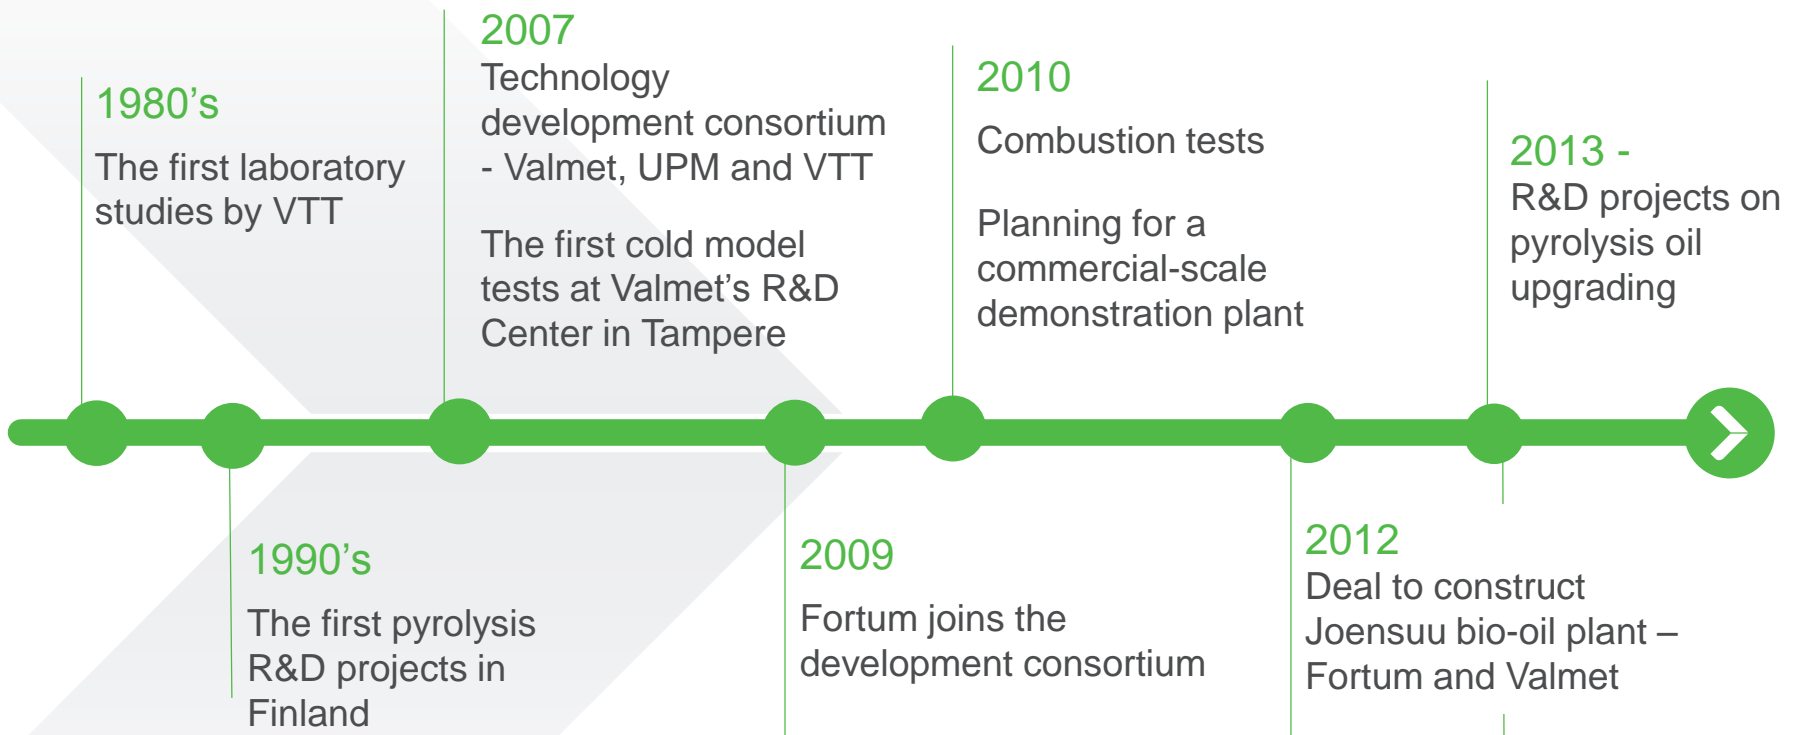 1980’s
The first laboratory
studies by VTT
1990’s
The first pyrolysis
R&D projects in
Finland
2007
Technology
development consortium
- Valmet, UPM and VTT
The first cold model
tests at Valmet’s R&D
Center in Tampere
2009
Fortum joins the
development consortium
2010
Combustion tests
Planning for a
commercial-scale
demonstration plant
2012
Deal to construct
Joensuu bio-oil plant –
Fortum and Valmet
2013 -
R&D projects on
pyrolysis oil
upgrading